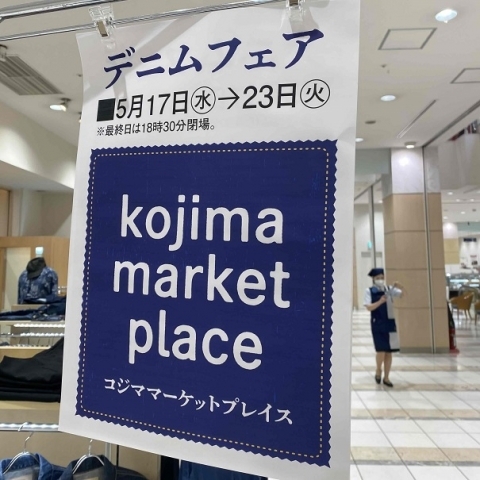 デニムフェア
■5月17日㊌→23日㊋
※最終日は18時30分閉場。
kojima
market
place
コジママーケットプレイス